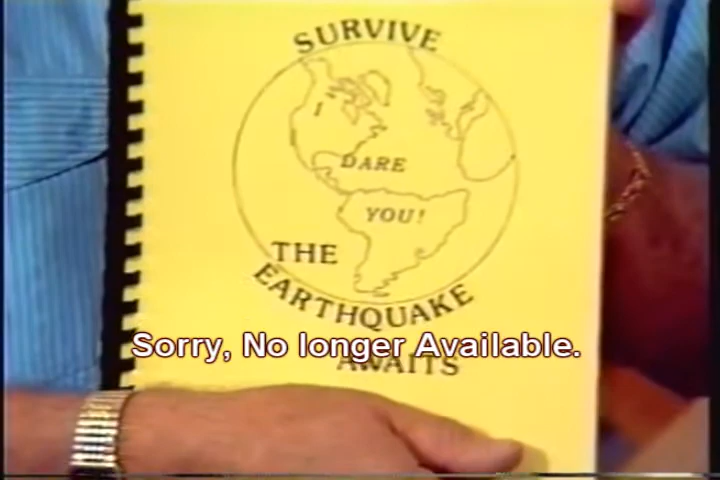 SURVIVE
I
DARE
YOU!
THE
EARTHQUAKE
Sorry, No longer Available.
AWAITS